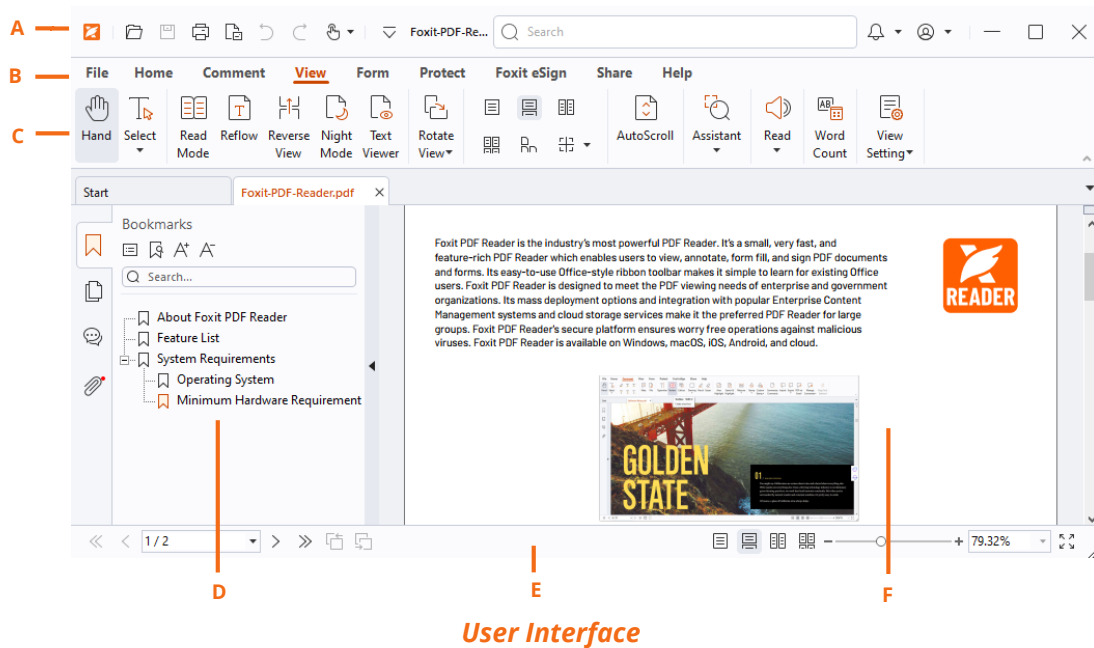 A
Foxit-PDF-Re...
Search
B
File Home Comment View Form Protect Foxit eSign Share Help
C
Hand Select Read Mode Reflow Reverse View Night Mode Text Viewer Rotate View AutoScroll Assistant Read Word Count View Setting
Start
Foxit-PDF-Reader.pdf
Bookmarks
Search...
About Foxit PDF Reader
Feature List
System Requirements
Operating System
Minimum Hardware Requirement
Foxit PDF Reader is the industry's most powerful PDF Reader. It's a small, very fast, and
feature-rich PDF Reader which enables users to view, annotate, form fill, and sign PDF documents
and forms. Its easy-to-use Office-style ribbon toolbar makes it simple to learn for existing Office
users. Foxit PDF Reader is designed to meet the PDF viewing needs of enterprise and government
organizations. Its mass deployment options and integration with popular Enterprise Content
Management systems and cloud storage services make it the preferred PDF Reader for large
groups. Foxit PDF Reader's secure platform ensures worry free operations against malicious
viruses. Foxit PDF Reader is available on Windows, macOS, iOS, Android, and cloud.
READER
GOLDEN
STATE
01
1 / 2
79.32%
D
E
F
User Interface